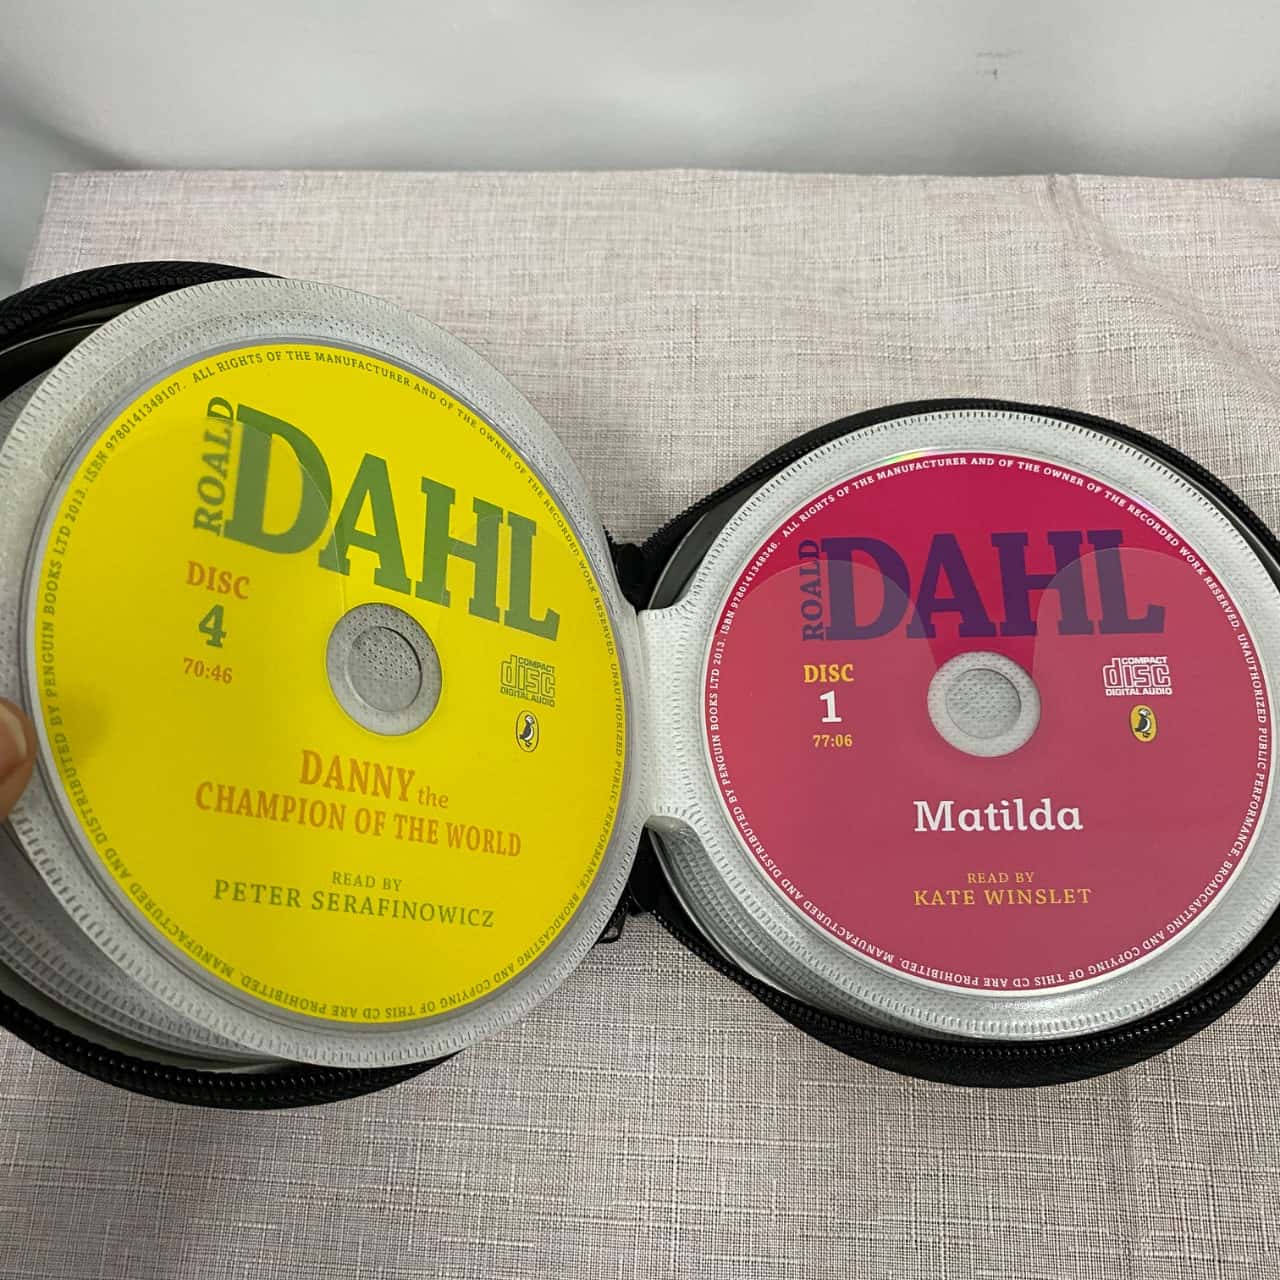 ROALD
DAHL
DISC
4
70:46
COMPACT
disc
DIGITAL AUDIO
DANNY the
CHAMPION OF THE WORLD
READ BY
PETER SERAFINOWICZ
MANUFACTURED AND DISTRIBUTED BY PENGUIN BOOKS LTD 2013. ISBN 9780141349107. ALL RIGHTS OF THE MANUFACTURER AND OF THE OWNER OF THE RECORDED WORK RESERVED. UNAUTHORIZED PUBLIC PERFORMANCE, BROADCASTING AND COPYING OF THIS CD ARE PROHIBITED.
ROALD
DAHL
DISC
1
77:06
COMPACT
disc
DIGITAL AUDIO
Matilda
READ BY
KATE WINSLET
MANUFACTURED AND DISTRIBUTED BY PENGUIN BOOKS LTD 2013. ISBN 9780141349346. ALL RIGHTS OF THE MANUFACTURER AND OF THE OWNER OF THE RECORDED WORK RESERVED. UNAUTHORIZED PUBLIC PERFORMANCE, BROADCASTING AND COPYING OF THIS CD ARE PROHIBITED.